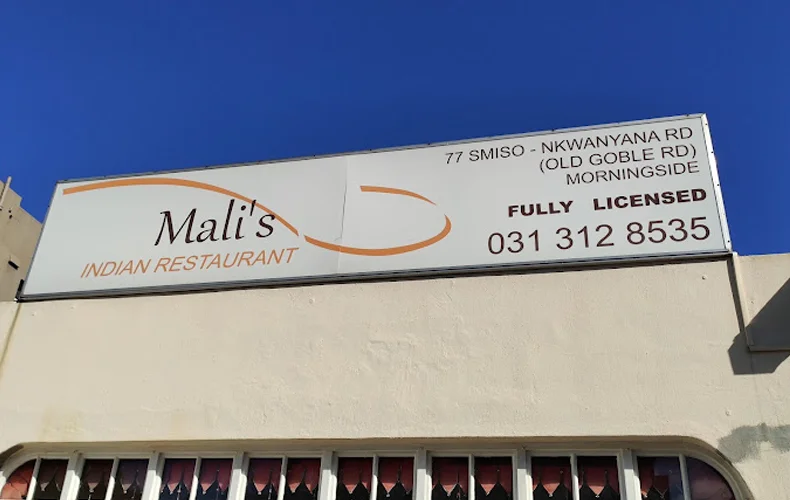 Mali's
INDIAN RESTAURANT
77 SMISO - NKWANYANA RD
(OLD GOBLE RD)
MORNINGSIDE
FULLY LICENSED
031 312 8535